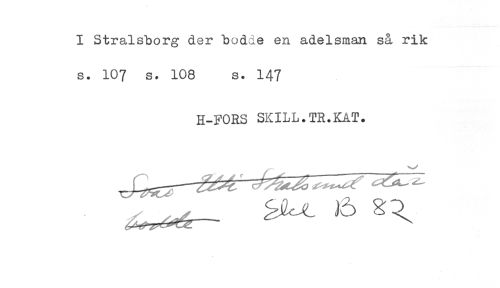 I Stralsborg der bodde en adelsman så rik
s. 107 s. 108 s. 147
H-FORS SKILL.TR.KAT.
Uti Stralsund där
bodde B 82